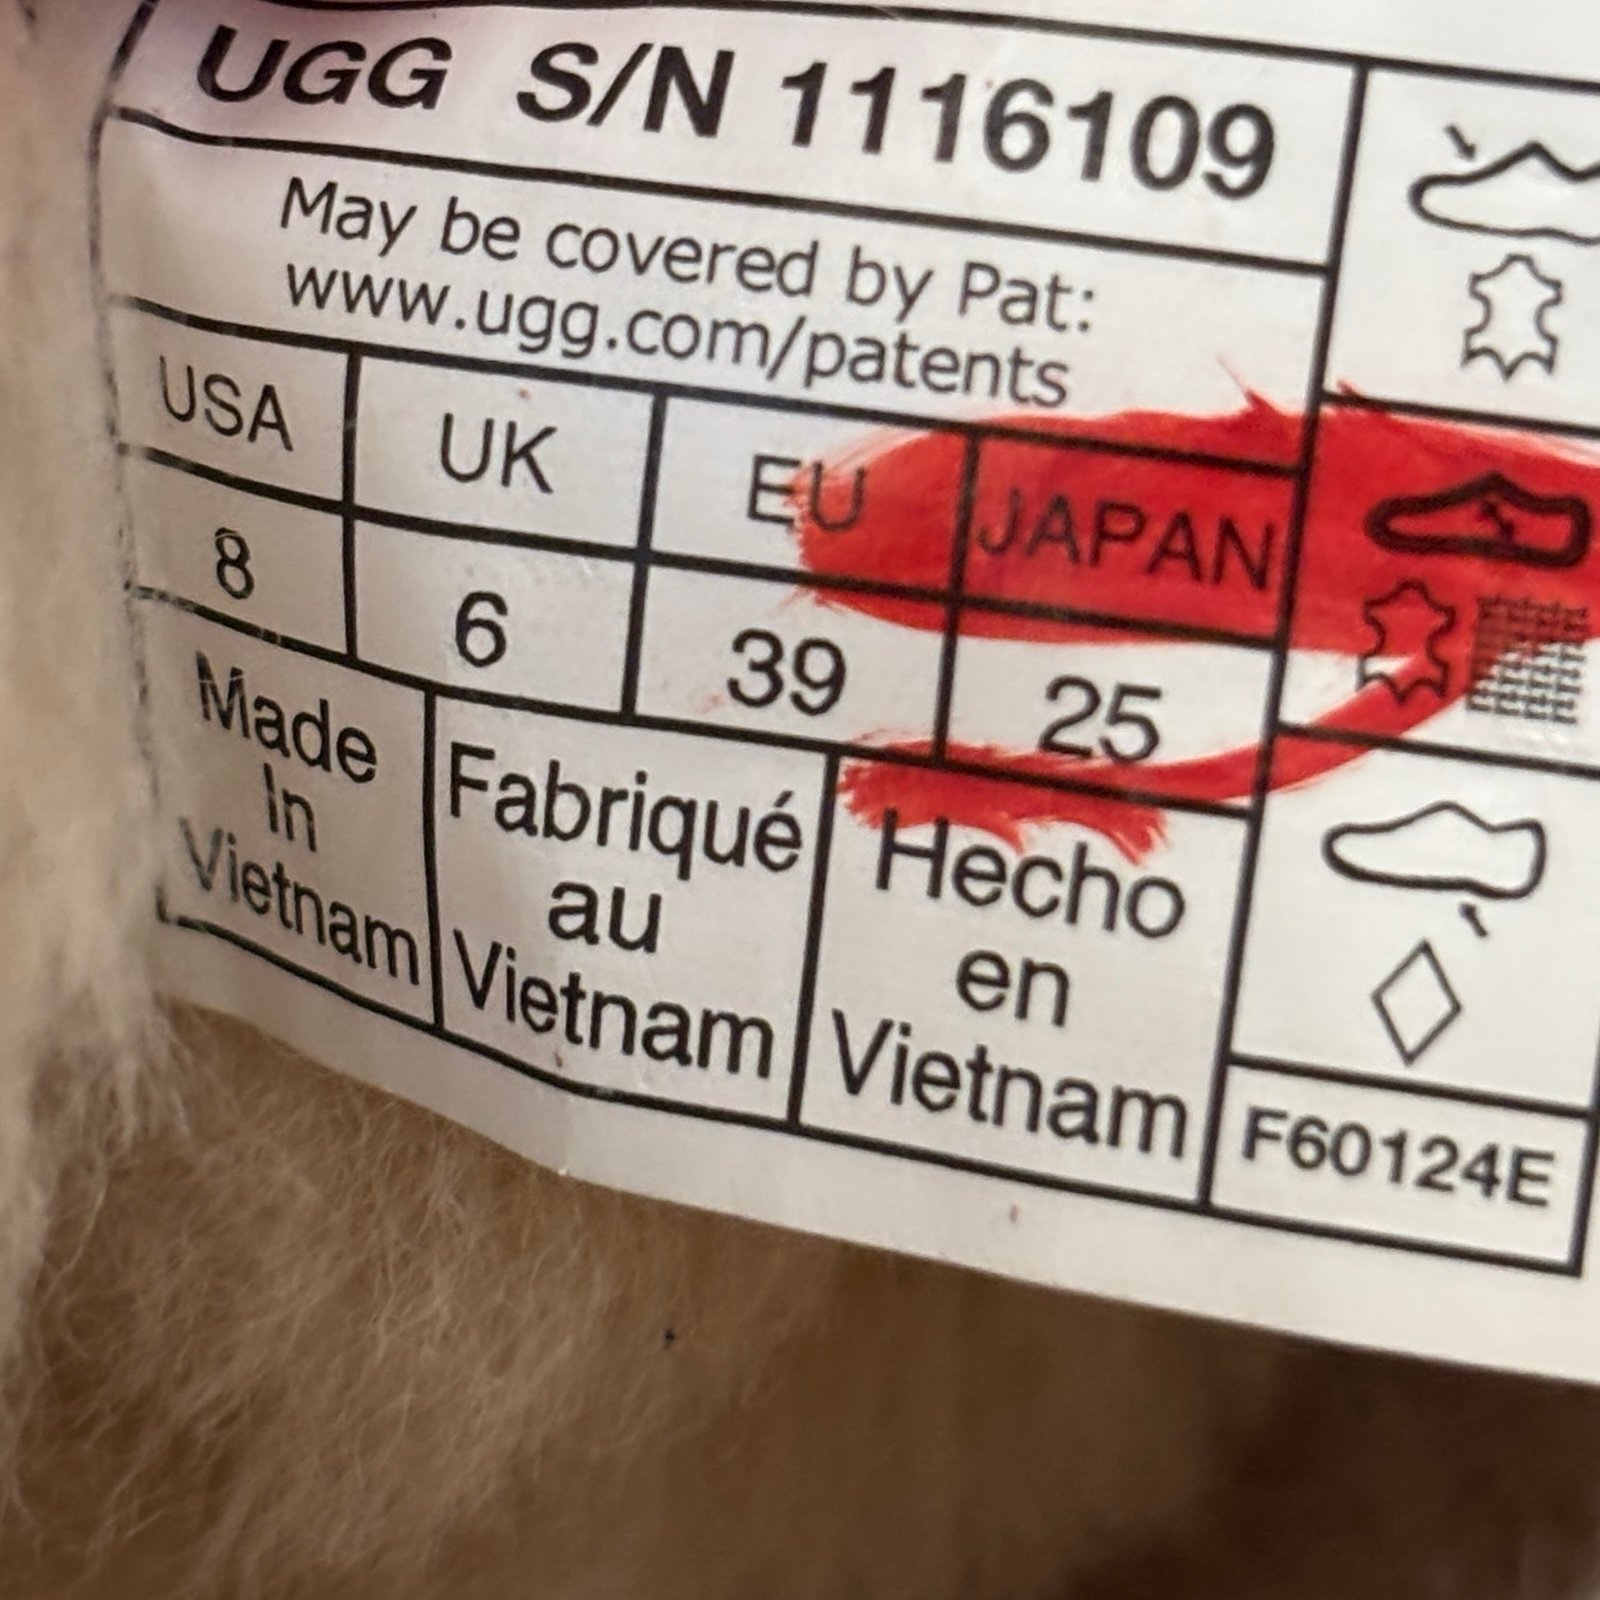 UGG S/N 1116109
May be covered by Pat:
www.ugg.com/patents
USA UK EU JAPAN
8 6 39 25
Made
In
Vietnam
Fabriqué
au
Vietnam
Hecho
en
Vietnam
F60124E